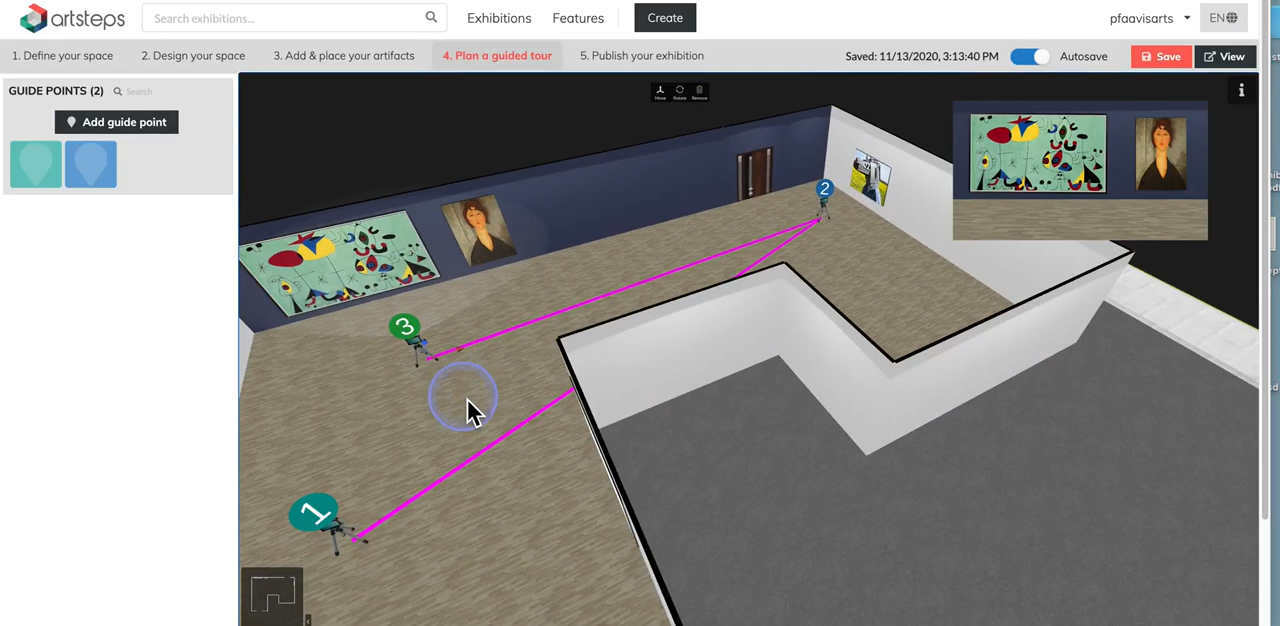 artsteps
Search exhibitions...
Exhibitions
Features
Create
pfaavisarts
EN
1. Define your space
2. Design your space
3. Add & place your artifacts
4. Plan a guided tour
5. Publish your exhibition
Saved: 11/13/2020, 3:13:40 PM
Autosave
Save
View
GUIDE POINTS (2)
Search
Add guide point
Move
Rotate
Remove
i
2
3
1